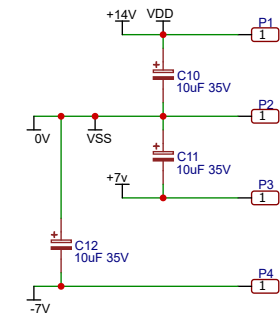 +14V VDD P1
1
+
C10
10uF 35V
P2
1
0V VSS
+
C11
10uF 35V
+7v P3
1
+
C12
10uF 35V
P4
1
-7V